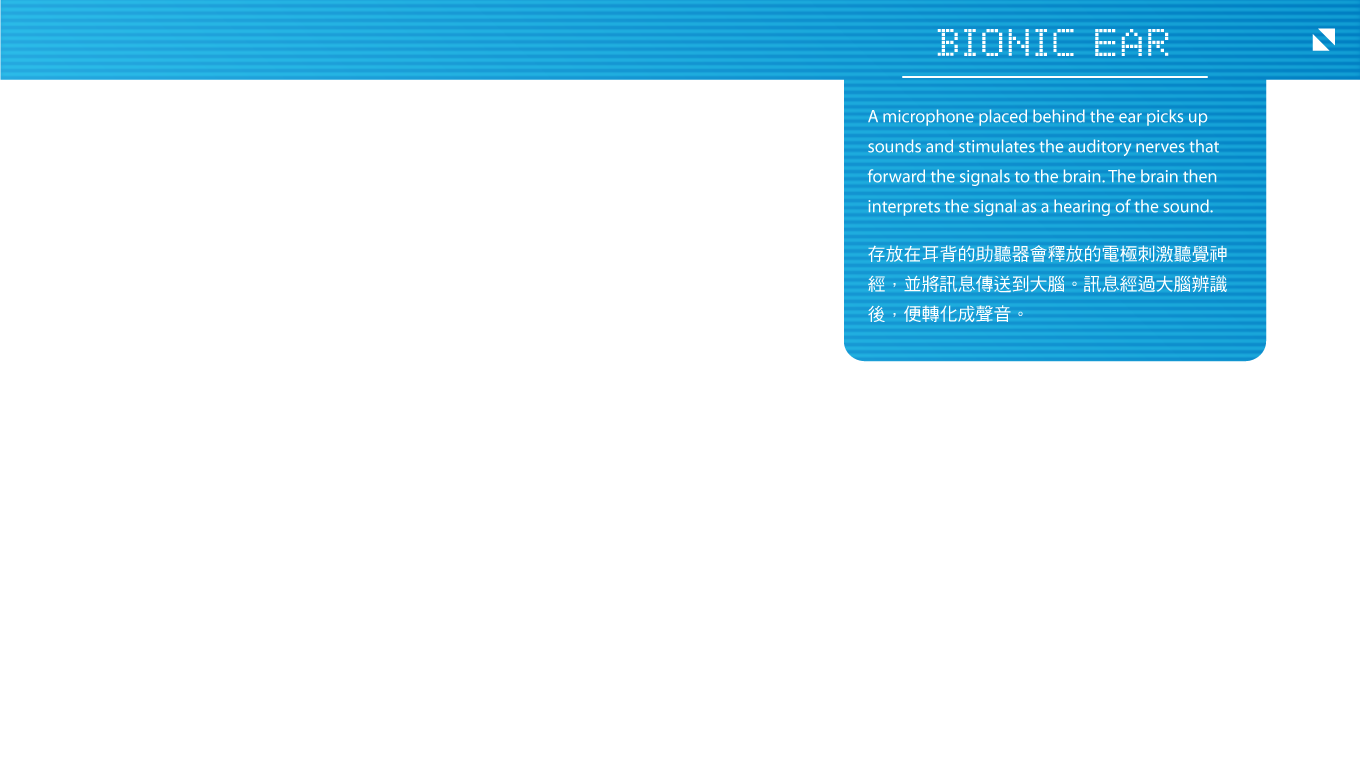 BIONIC EAR
A microphone placed behind the ear picks up
sounds and stimulates the auditory nerves that
forward the signals to the brain. The brain then
interprets the signal as a hearing of the sound.
存放在耳背的助聽器會釋放的電極刺激聽覺神
經，並將訊息傳送到大腦。訊息經過大腦辨識
後，便轉化成聲音。